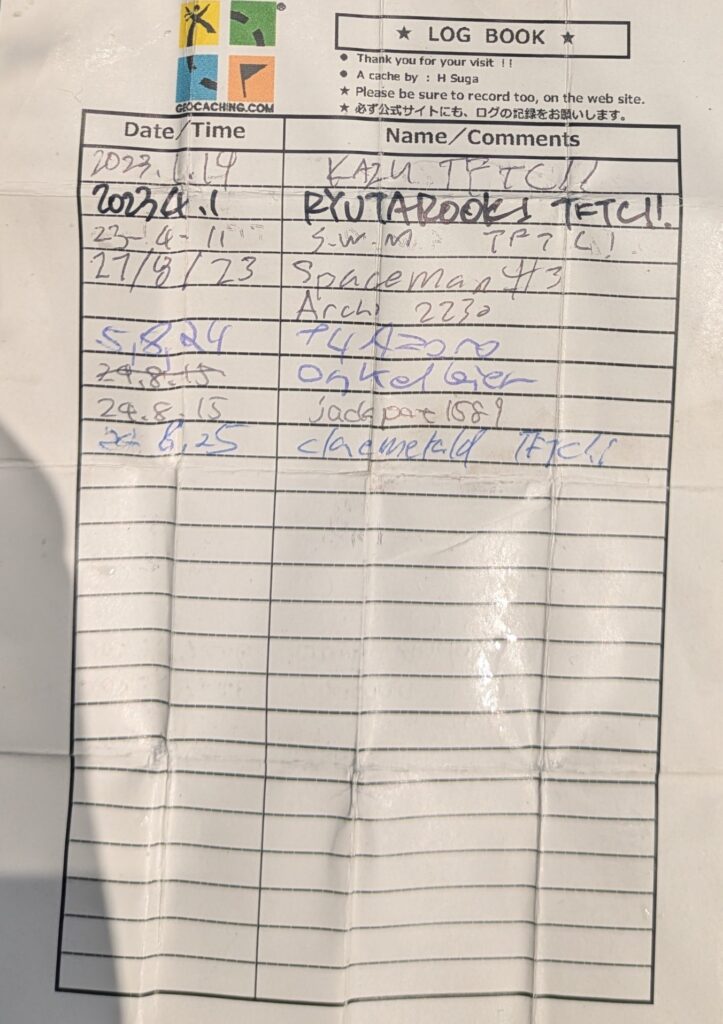 GEOCACHING.COM
★ LOG BOOK ★
● Thank you for your visit !!
● A cache by : H Suga
★ Please be sure to record too, on the web site.
★ 必ず公式サイトにも、ログの記録をお願いします。
Date/Time Name/Comments
2023.1.14 KAZU TFTC!!
2023.4.1 TFTC!!
23-4-11 S.W.M TFTC!
27/8/23 Spaceman #3
Archi 2230
5,8,24
24.8.15 Onkel
24.8.15 jackpot1589
8,25 TFTC!!